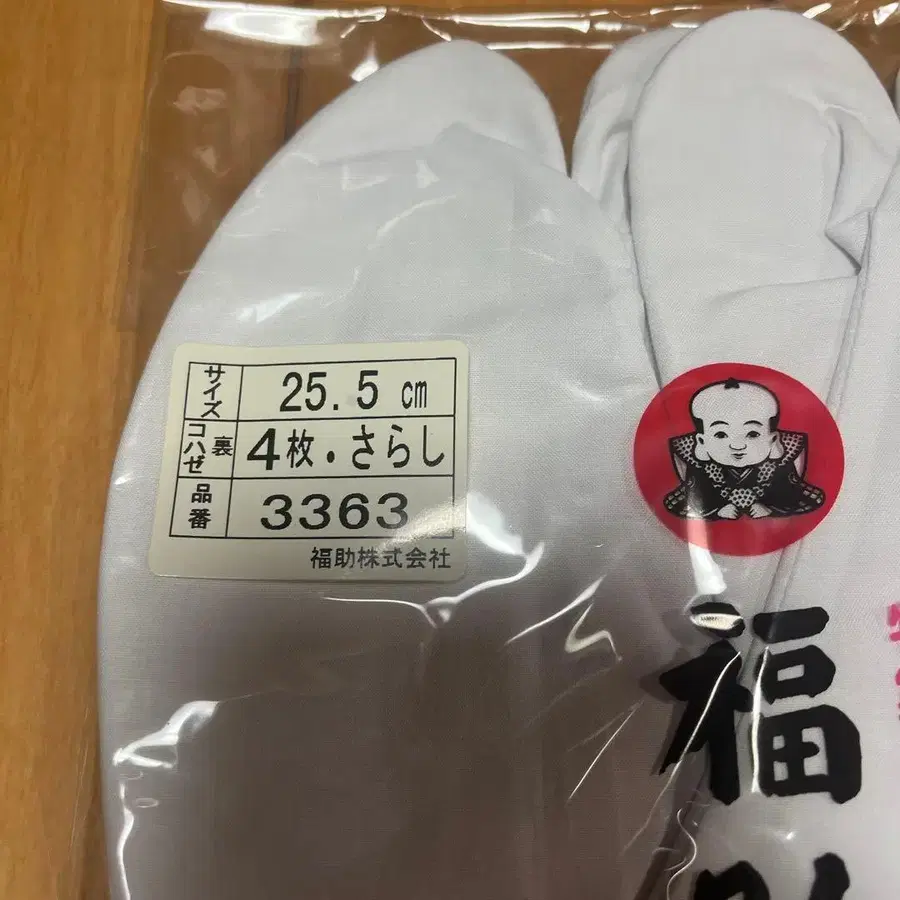 サイズ 25.5 cm
コハゼ 裏 4枚・さらし
品番 3363
福助株式会社
福
助